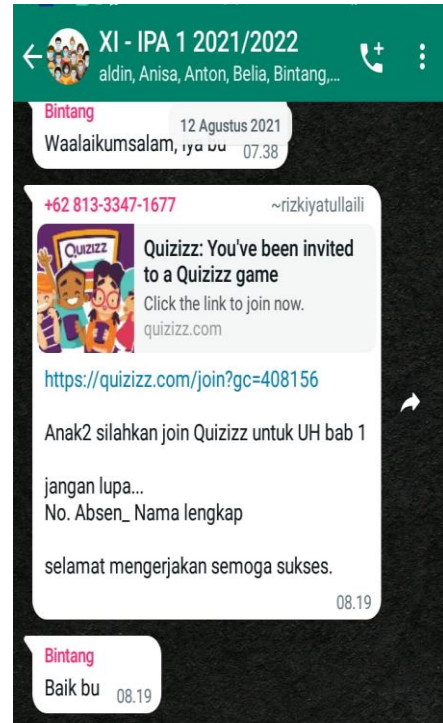 XI - IPA 1 2021/2022
aldin, Anisa, Anton, Belia, Bintang,...
Bintang
12 Agustus 2021
Waalaikumsalam, iya bu 07.38
+62 813-3347-1677 ~rizkiyatullaili
QUIZIZZ
Quizizz: You've been invited
to a Quizizz game
Click the link to join now.
quizizz.com
https://quizizz.com/join?gc=408156
Anak2 silahkan join Quizizz untuk UH bab 1
jangan lupa...
No. Absen_ Nama lengkap
selamat mengerjakan semoga sukses.
08.19
Bintang
Baik bu 08.19